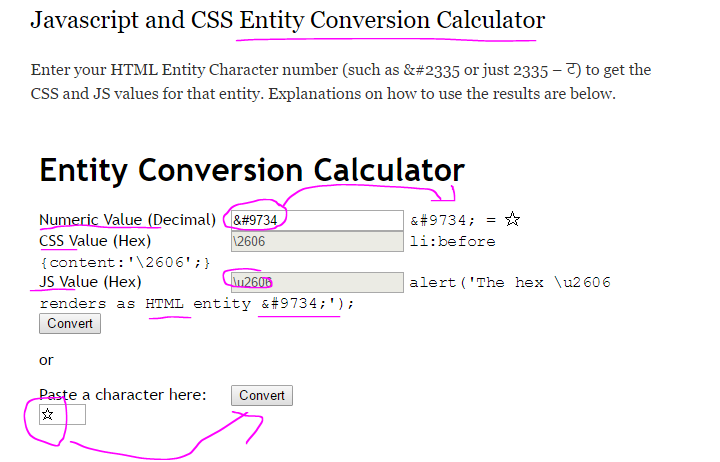 Javascript and CSS Entity Conversion Calculator
Enter your HTML Entity Character number (such as &#2335 or just 2335 – ट) to get the
CSS and JS values for that entity. Explanations on how to use the results are below.
Entity Conversion Calculator
Numeric Value (Decimal) &#9734 &#9734; = ☆
CSS Value (Hex) \2606 li:before
{content:'\2606';}
JS Value (Hex) \u2606 alert('The hex \u2606
renders as HTML entity &#9734;');
Convert
or
Paste a character here: Convert
☆